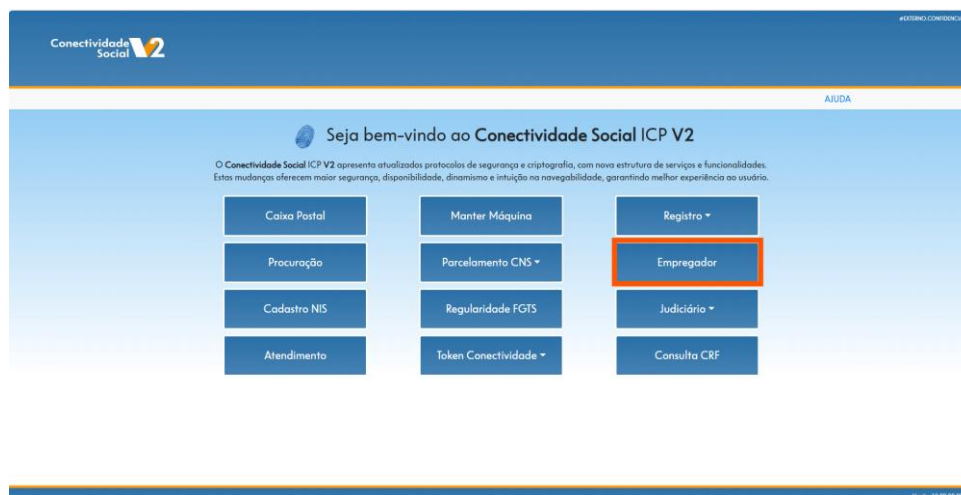 #EXTERNO.CONFIDENCIAL
Conectividade
Social V2
AJUDA
Seja bem-vindo ao Conectividade Social ICP V2
O Conectividade Social ICP V2 apresenta atualizados protocolos de segurança e criptografia, com nova estrutura de serviços e funcionalidades.
Estas mudanças oferecem maior segurança, disponibilidade, dinamismo e intuição na navegabilidade, garantindo melhor experiência ao usuário.
Caixa Postal
Manter Máquina
Registro
Procuração
Parcelamento CNS
Empregador
Cadastro NIS
Regularidade FGTS
Judiciário
Atendimento
Token Conectividade
Consulta CRF